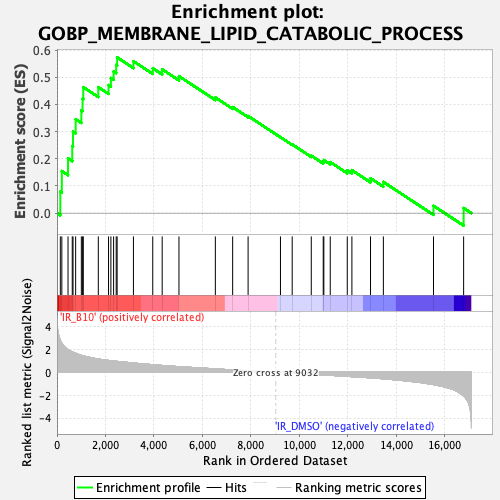 Enrichment plot:
GOBP_MEMBRANE_LIPID_CATABOLIC_PROCESS
Enrichment score (ES)
0.6
0.5
0.4
0.3
0.2
0.1
0.0
'IR_B10' (positively correlated)
Ranked list metric (Signal2Noise)
4
2
0
-2
-4
Zero cross at 9032
'IR_DMSO' (negatively correlated)
0 2,000 4,000 6,000 8,000 10,000 12,000 14,000 16,000
Rank in Ordered Dataset
Enrichment profile Hits Ranking metric scores